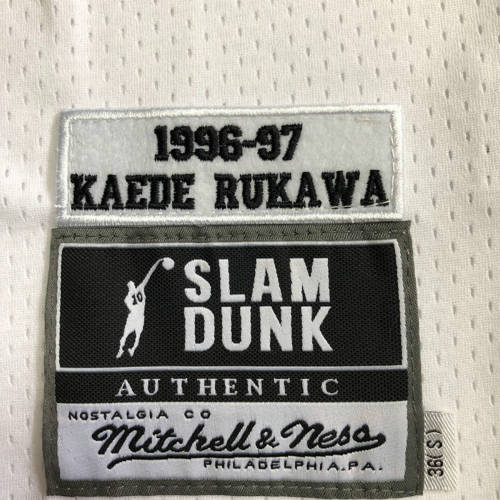 1996-97
KAEDE RUKAWA
10
SLAM
DUNK
AUTHENTIC
NOSTALGIA CO
Mitchell & Ness
PHILADELPHIA.PA.
36(S)